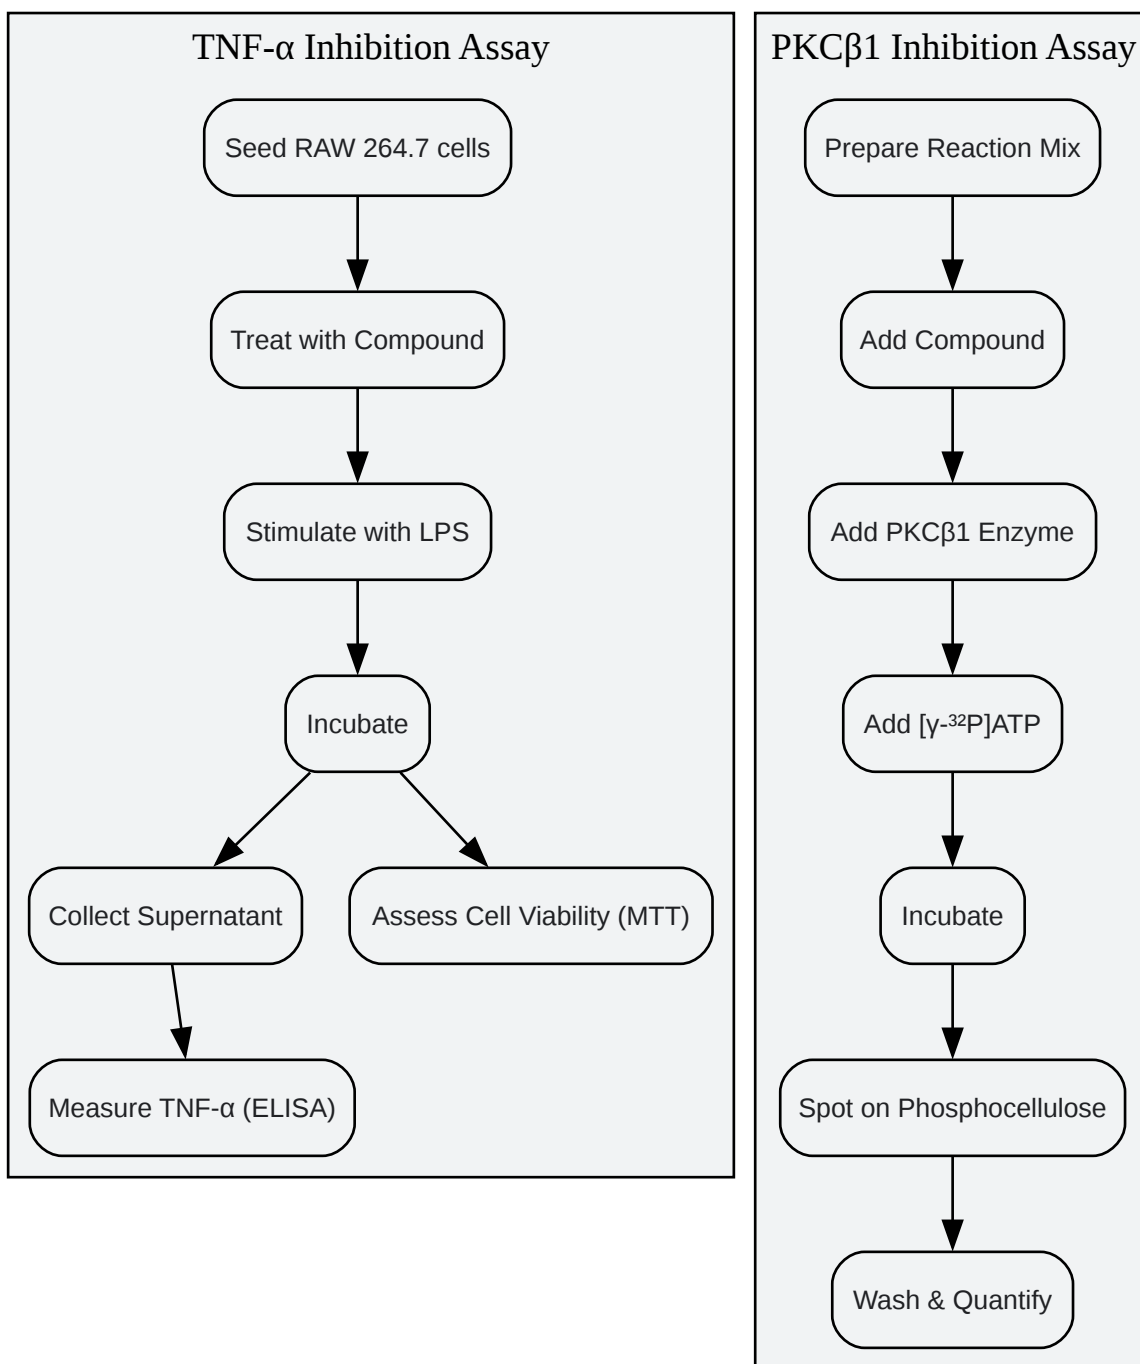 TNF-α Inhibition Assay
Seed RAW 264.7 cells
Treat with Compound
Stimulate with LPS
Incubate
Collect Supernatant
Assess Cell Viability (MTT)
Measure TNF-α (ELISA)
PKCβ1 Inhibition Assay
Prepare Reaction Mix
Add Compound
Add PKCβ1 Enzyme
Add [γ-³²P]ATP
Incubate
Spot on Phosphocellulose
Wash & Quantify